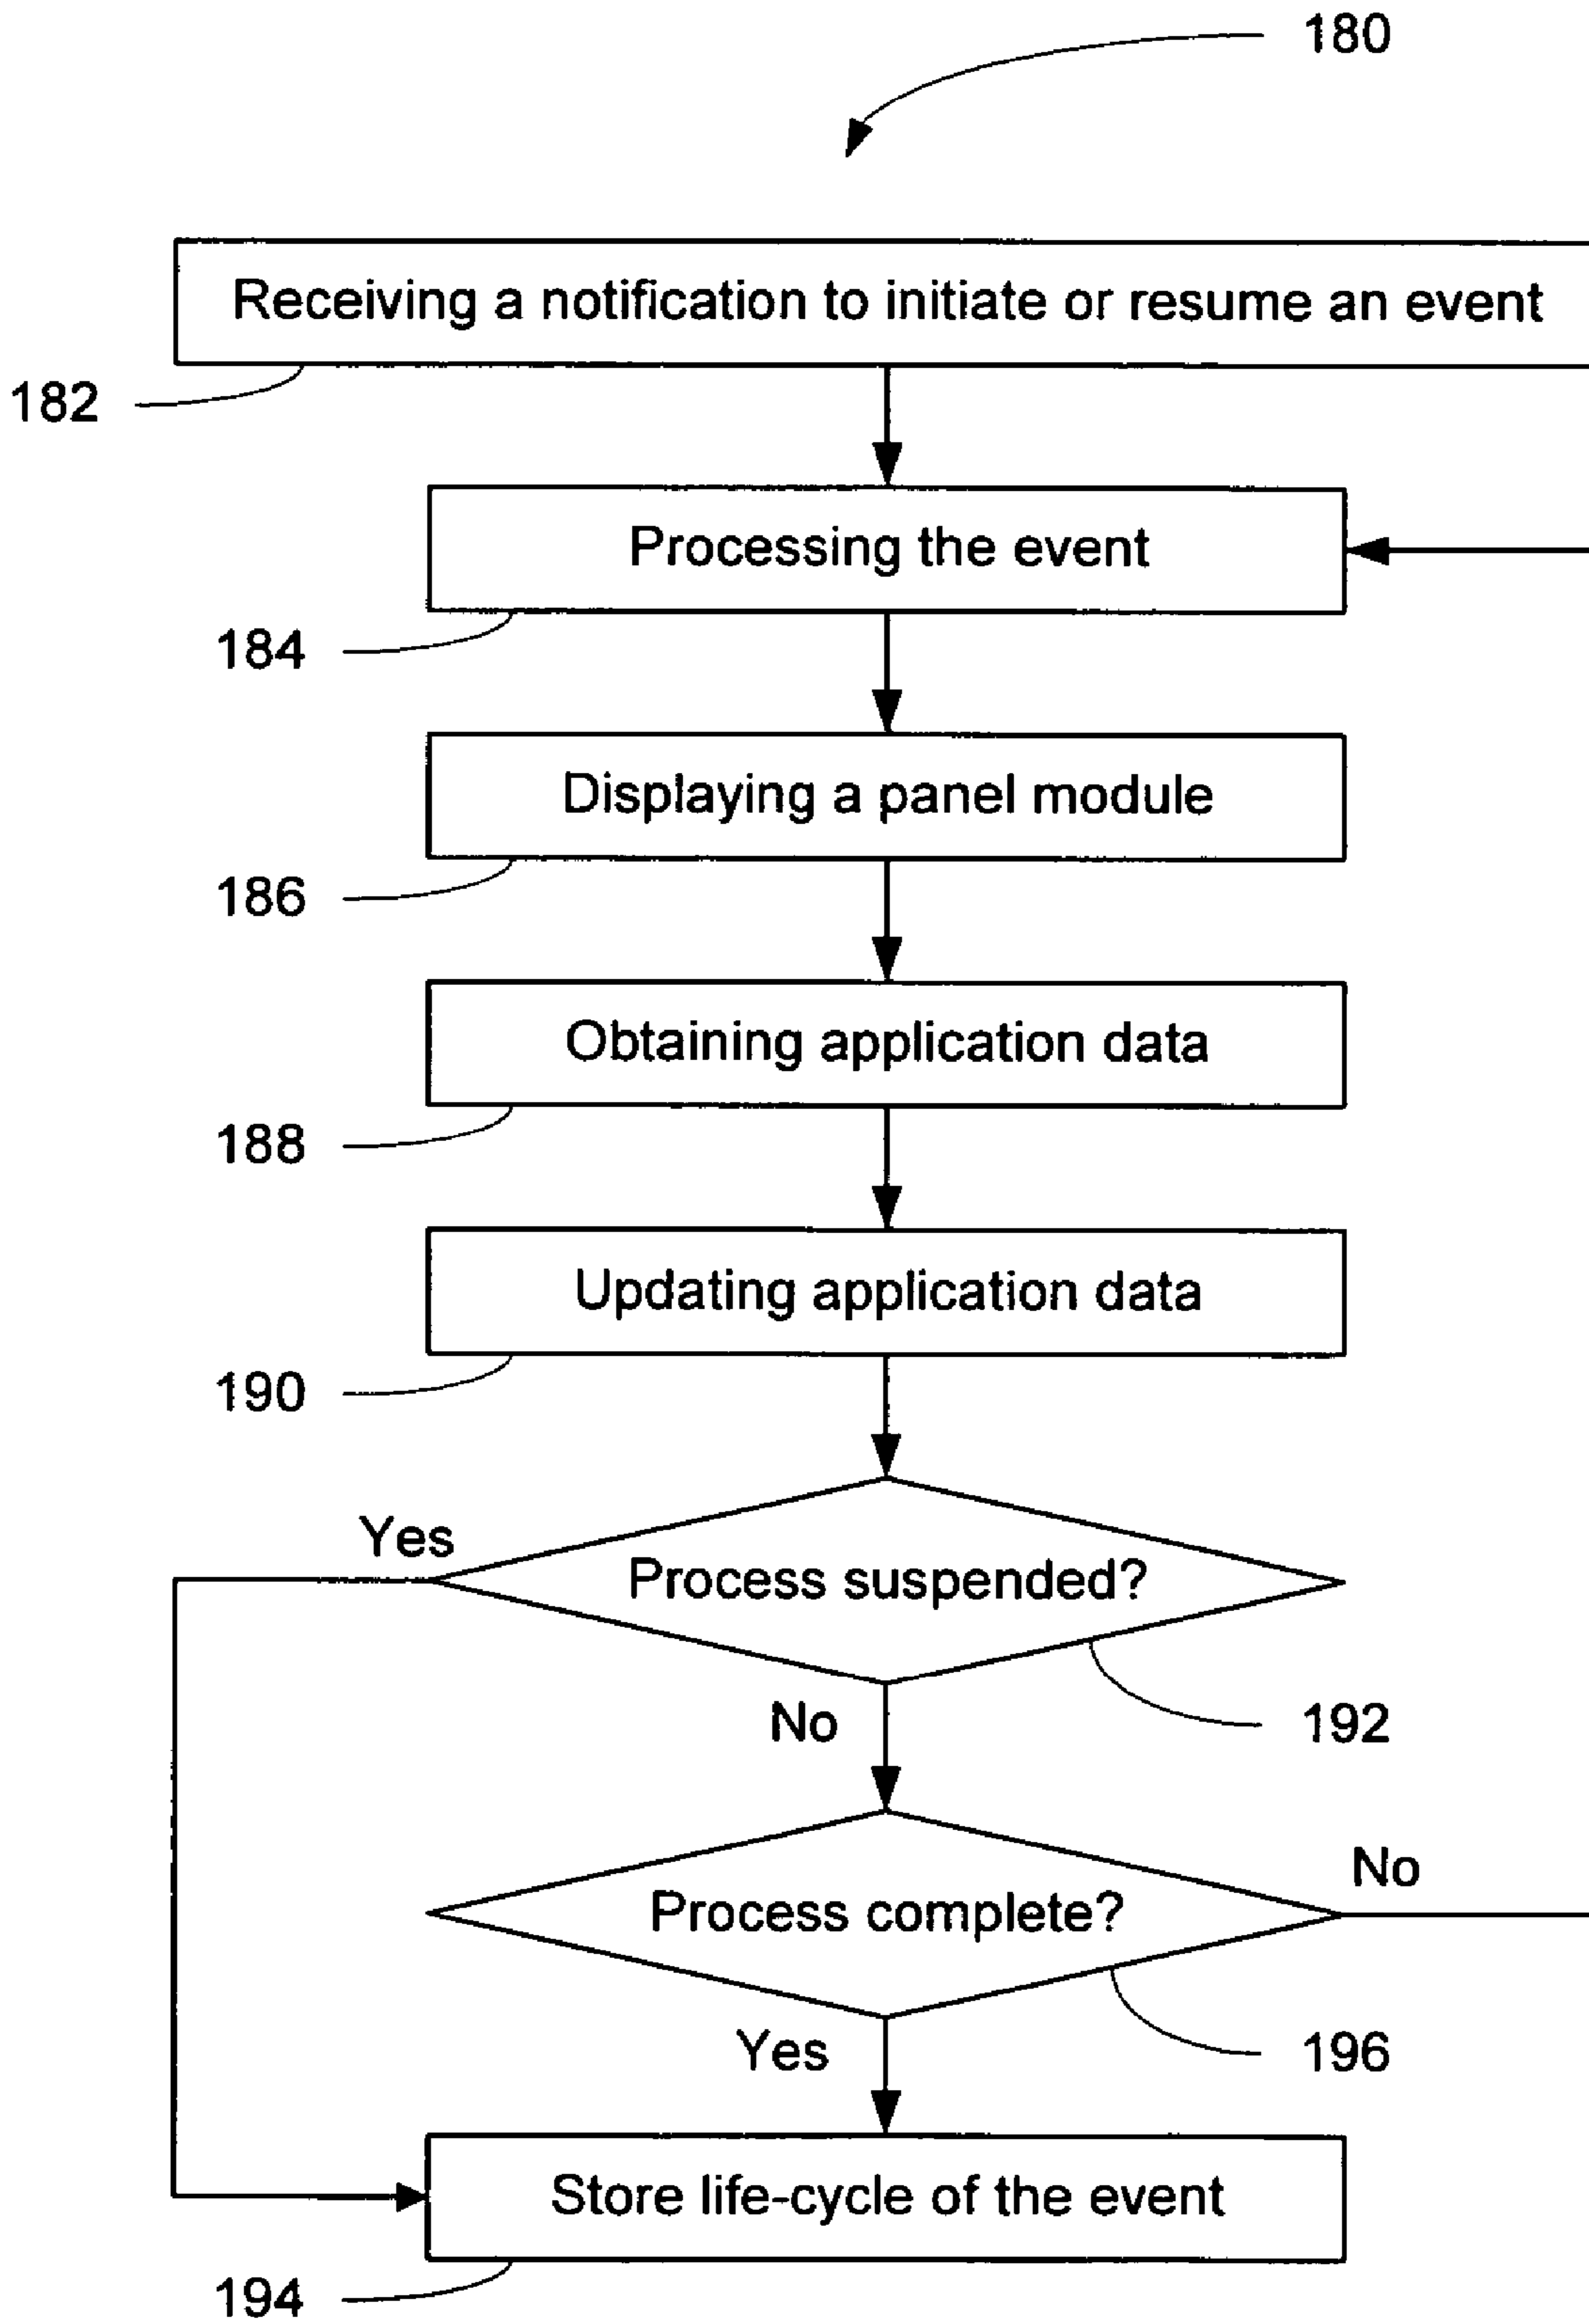 180
Receiving a notification to initiate or resume an event
182
Processing the event
184
Displaying a panel module
186
Obtaining application data
188
Updating application data
190
Yes
Process suspended?
No
192
No
Process complete?
Yes
196
Store life-cycle of the event
194